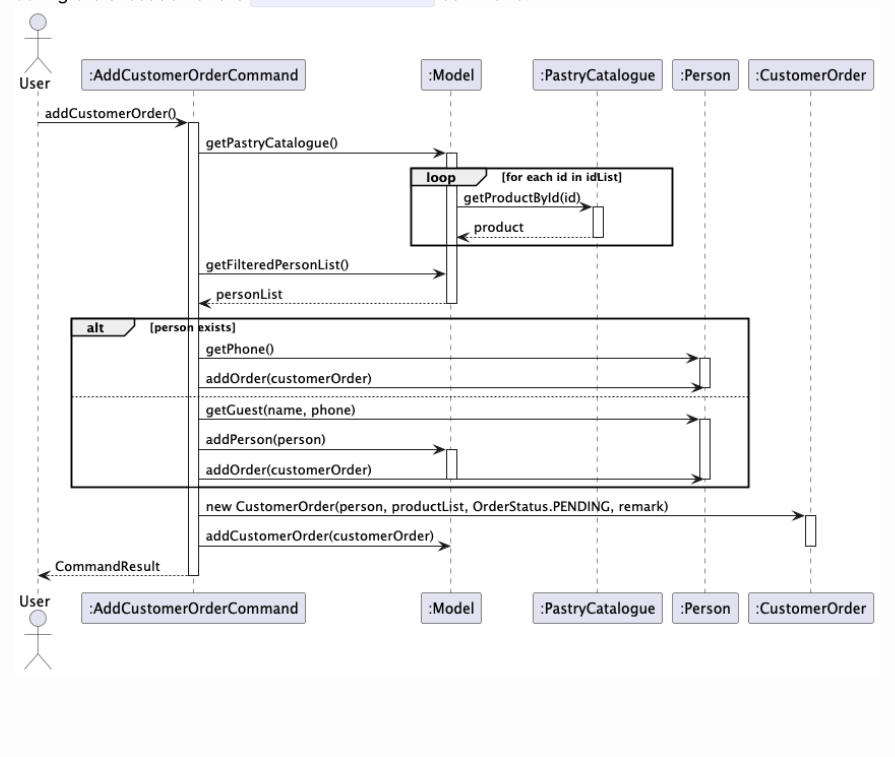 User
:AddCustomerOrderCommand
:Model
:PastryCatalogue
:Person
:CustomerOrder
addCustomerOrder()
getPastryCatalogue()
loop
[for each id in idList]
getProductById(id)
product
getFilteredPersonList()
personList
alt
[person exists]
getPhone()
addOrder(customerOrder)
getGuest(name, phone)
addPerson(person)
addOrder(customerOrder)
new CustomerOrder(person, productList, OrderStatus.PENDING, remark)
addCustomerOrder(customerOrder)
CommandResult
User
:AddCustomerOrderCommand
:Model
:PastryCatalogue
:Person
:CustomerOrder